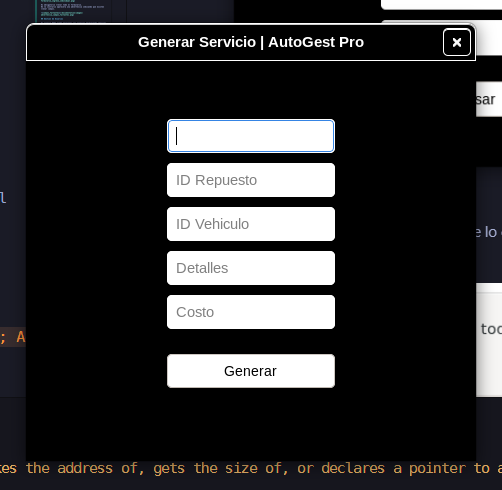 Generar Servicio | AutoGest Pro
sar
ID Repuesto
l
ID Vehiculo
e lo
Detalles
Costo
too
; A
Generar
kes the address of, gets the size of, or declares a pointer to a